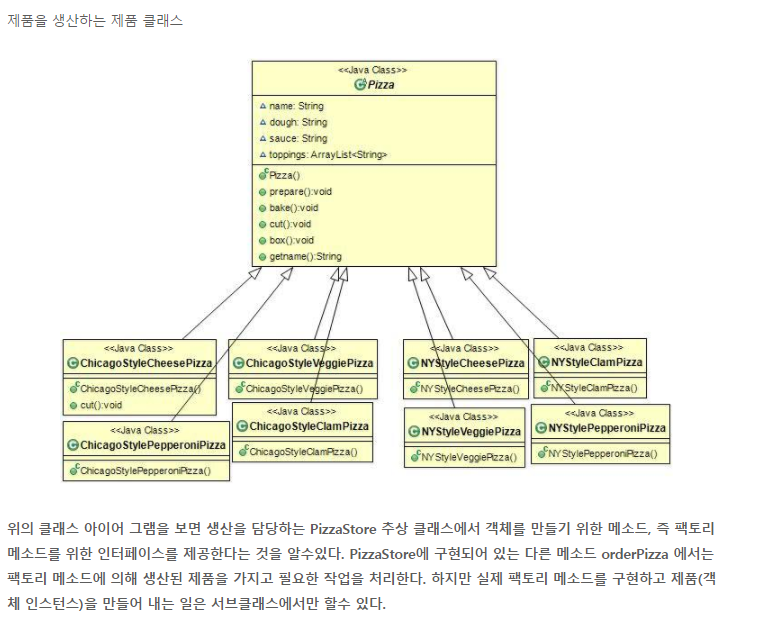 제품을 생산하는 제품 클래스
<<Java Class>>
Pizza
name: String
dough: String
sauce: String
toppings: ArrayList<String>
Pizza()
prepare():void
bake():void
cut():void
box():void
getname():String
<<Java Class>>
ChicagoStyleCheesePizza
ChicagoStyleCheesePizza()
cut():void
<<Java Class>>
ChicagoStyleVeggiePizza
ChicagoStyleVeggiePizza()
<<Java Class>>
NYStyleCheesePizza
NYStyleCheesePizza()
<<Java Class>>
NYStyleClamPizza
NYStyleClamPizza()
<<Java Class>>
ChicagoStylePepperoniPizza
ChicagoStylePepperoniPizza()
<<Java Class>>
ChicagoStyleClamPizza
ChicagoStyleClamPizza()
<<Java Class>>
NYStyleVeggiePizza
NYStyleVeggiePizza()
<<Java Class>>
NYStylePepperoniPizza
NYStylePepperoniPizza()
위의 클래스 아이어 그램을 보면 생산을 담당하는 PizzaStore 추상 클래스에서 객체를 만들기 위한 메소드, 즉 팩토리
메소드를 위한 인터페이스를 제공한다는 것을 알수있다. PizzaStore에 구현되어 있는 다른 메소드 orderPizza 에서는
팩토리 메소드에 의해 생산된 제품을 가지고 필요한 작업을 처리한다. 하지만 실제 팩토리 메소드를 구현하고 제품(객
체 인스턴스)을 만들어 내는 일은 서브클래스에서만 할수 있다.